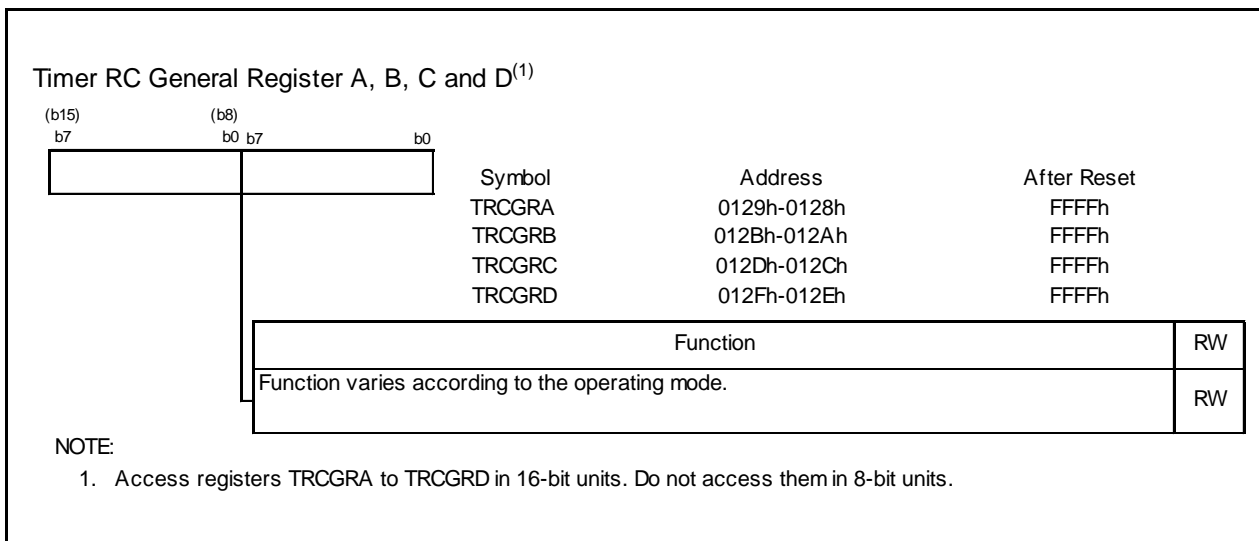 Timer RC General Register A, B, C and D(1)
(b15) (b8)
b7 b0 b7 b0
Symbol Address After Reset
TRCGRA 0129h-0128h FFFFh
TRCGRB 012Bh-012Ah FFFFh
TRCGRC 012Dh-012Ch FFFFh
TRCGRD 012Fh-012Eh FFFFh
Function RW
Function varies according to the operating mode. RW
NOTE:
1. Access registers TRCGRA to TRCGRD in 16-bit units. Do not access them in 8-bit units.